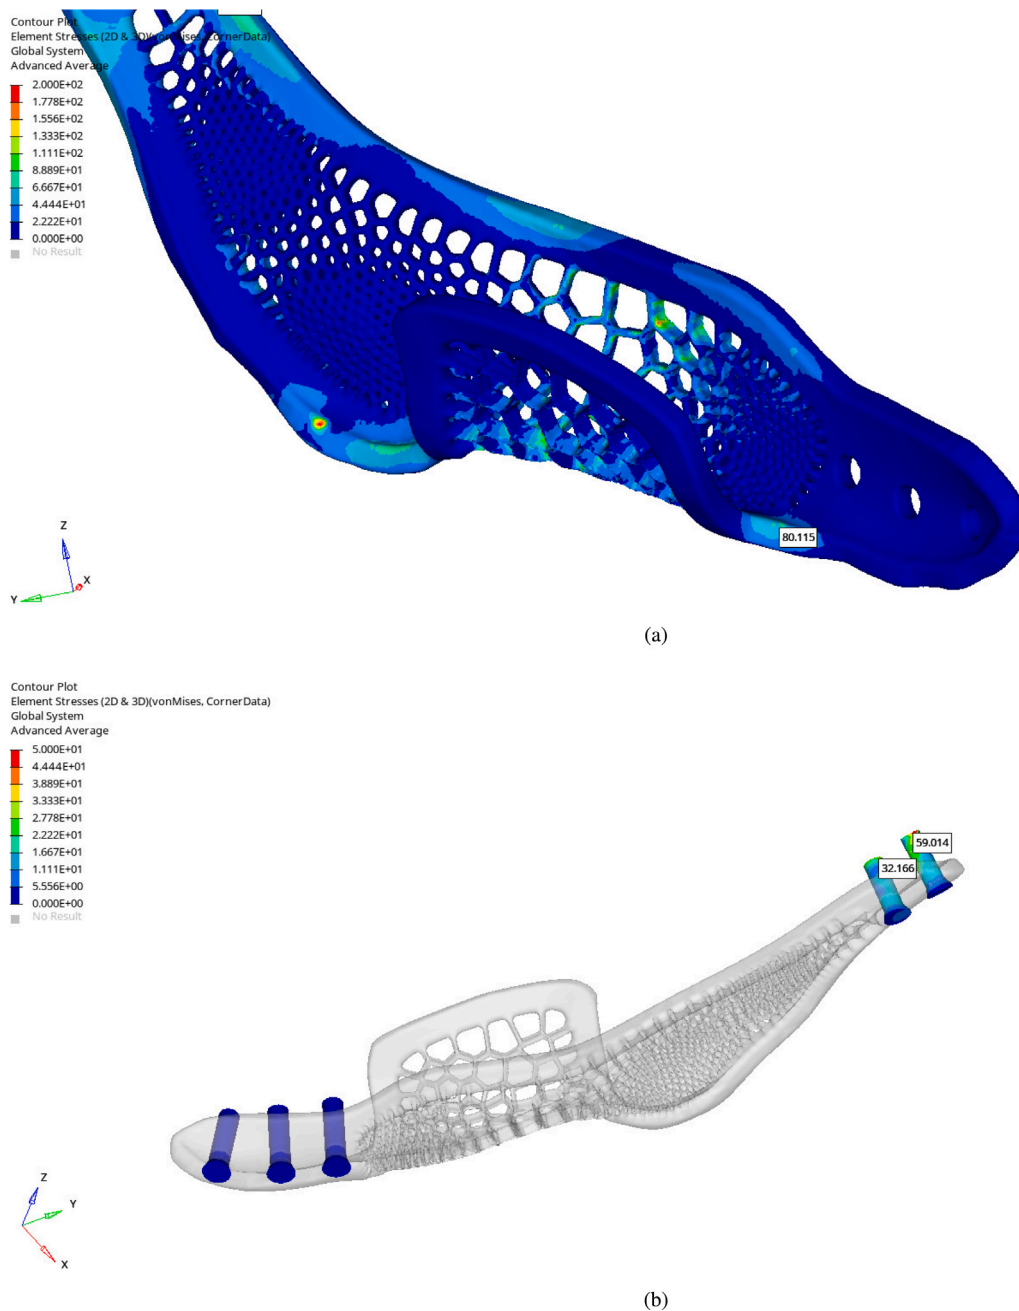 Contour Plot
Element Stresses (2D & 3D)(vonMises, CornerData)
Global System
Advanced Average
2.000E+02
1.778E+02
1.556E+02
1.333E+02
1.111E+02
8.889E+01
6.667E+01
4.444E+01
2.222E+01
0.000E+00
No Result
80.115
Z
X
Y
(a)
Contour Plot
Element Stresses (2D & 3D)(vonMises, CornerData)
Global System
Advanced Average
5.000E+01
4.444E+01
3.889E+01
3.333E+01
2.778E+01
2.222E+01
1.667E+01
1.111E+01
5.556E+00
0.000E+00
No Result
59.014
32.166
Z
Y
X
(b)